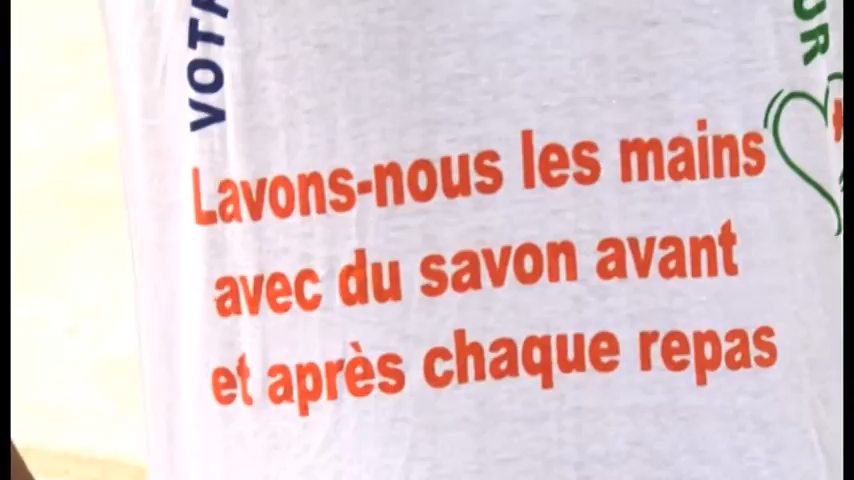 Lavons-nous les mains
avec du savon avant
et après chaque repas